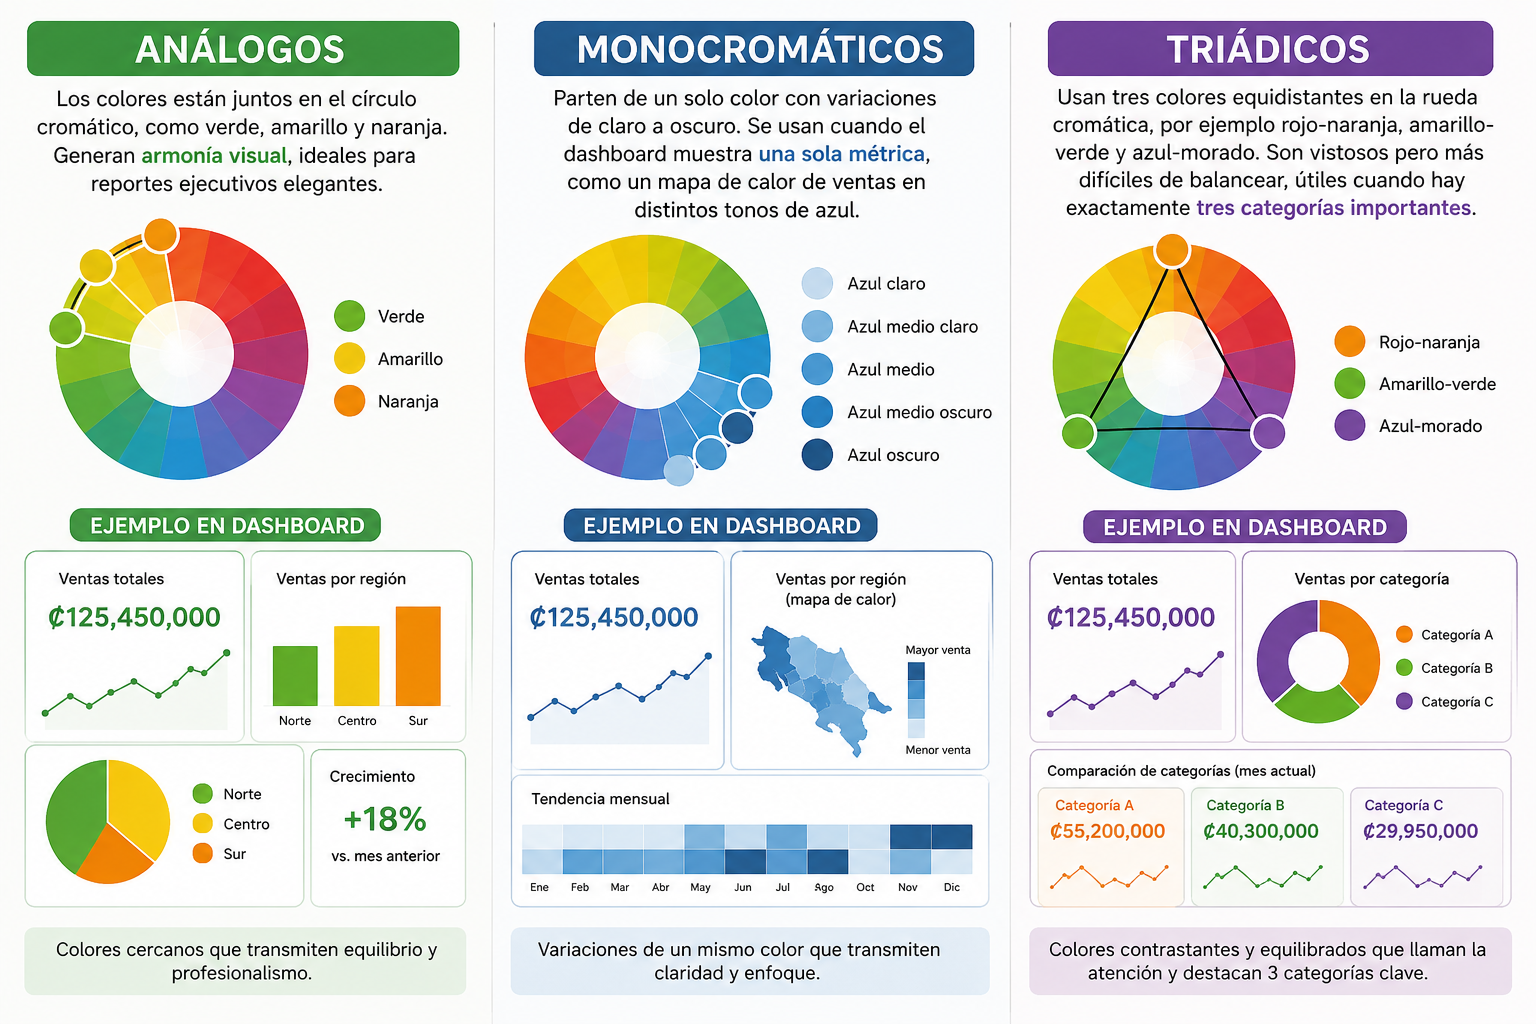 ANÁLOGOS
Los colores están juntos en el círculo
cromático, como verde, amarillo y naranja.
Generan armonía visual, ideales para
reportes ejecutivos elegantes.
Verde
Amarillo
Naranja
EJEMPLO EN DASHBOARD
Ventas totales
₡125,450,000
Ventas por región
Norte
Centro
Sur
Norte
Centro
Sur
Crecimiento
+18%
vs. mes anterior
Colores cercanos que transmiten equilibrio y
profesionalismo.
MONOCROMÁTICOS
Parten de un solo color con variaciones
de claro a oscuro. Se usan cuando el
dashboard muestra una sola métrica,
como un mapa de calor de ventas en
distintos tonos de azul.
Azul claro
Azul medio claro
Azul medio
Azul medio oscuro
Azul oscuro
EJEMPLO EN DASHBOARD
Ventas totales
₡125,450,000
Ventas por región
(mapa de calor)
Mayor venta
Menor venta
Tendencia mensual
Ene Feb Mar Abr May Jun Jul Ago Oct Nov Dic
Variaciones de un mismo color que transmiten
claridad y enfoque.
TRIÁDICOS
Usan tres colores equidistantes en la rueda
cromática, por ejemplo rojo-naranja, amarillo-
verde y azul-morado. Son vistosos pero más
difíciles de balancear, útiles cuando hay
exactamente tres categorías importantes.
Rojo-naranja
Amarillo-verde
Azul-morado
EJEMPLO EN DASHBOARD
Ventas totales
₡125,450,000
Ventas por categoría
Categoría A
Categoría B
Categoría C
Comparación de categorías (mes actual)
Categoría A
₡55,200,000
Categoría B
₡40,300,000
Categoría C
₡29,950,000
Colores contrastantes y equilibrados que llaman la
atención y destacan 3 categorías clave.